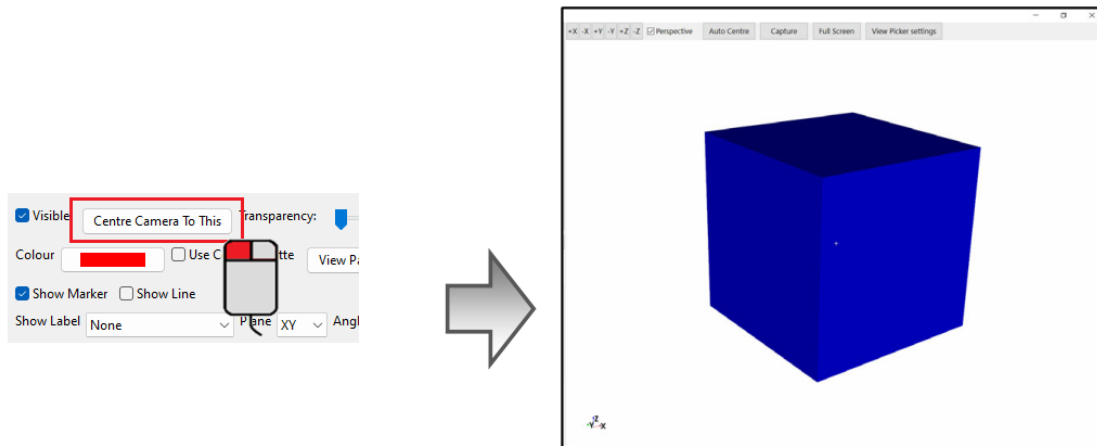 +X -X +Y -Y +Z -Z Perspective Auto Centre Capture Full Screen View Picker settings
Visible Centre Camera To This Transparency:
Colour Use C tte View Pa
Show Marker Show Line
Show Label None Plane XY Angl
Z
Y X